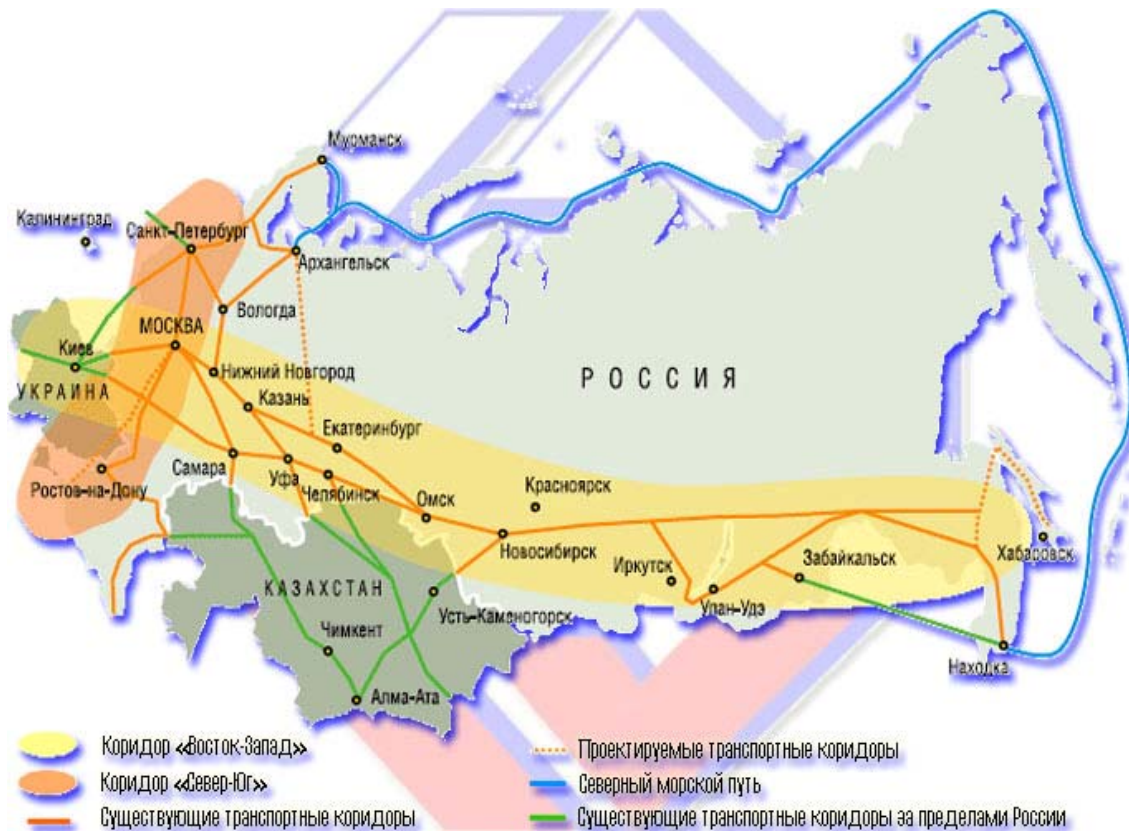 Мурманск
Калининград
Санкт-Петербург
Архангельск
Вологда
МОСКВА
Киев
Нижний Новгород
УКРАИНА
РОССИЯ
Казань
Екатеринбург
Самара
Уфа
Ростов-на-Дону
Челябинск
Омск
Красноярск
Новосибирск
Хабаровск
Иркутск
Забайкальск
КАЗАХСТАН
Улан-Удэ
Усть-Каменогорск
Чимкент
Находка
Алма-Ата
Коридор «Восток-Запад»
Проектируемые транспортные коридоры
Коридор «Север-Юг»
Северный морской путь
Существующие транспортные коридоры
Существующие транспортные коридоры за пределами России